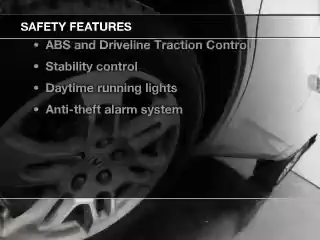 SAFETY FEATURES
• ABS and Driveline Traction Control
• Stability control
• Daytime running lights
• Anti-theft alarm system